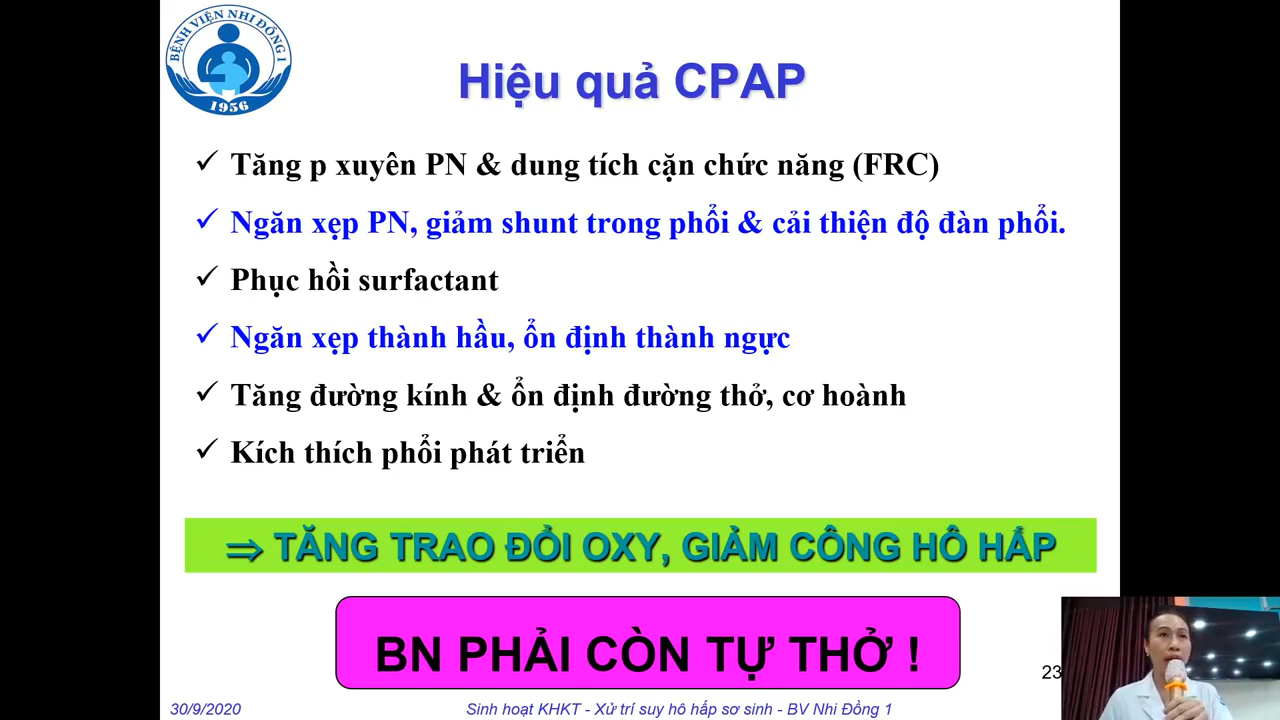 BỆNH VIỆN NHI ĐỒNG 1
1956
Hiệu quả CPAP
✓ Tăng p xuyên PN & dung tích cặn chức năng (FRC)
✓ Ngăn xẹp PN, giảm shunt trong phổi & cải thiện độ đàn phổi.
✓ Phục hồi surfactant
✓ Ngăn xẹp thành hầu, ổn định thành ngực
✓ Tăng đường kính & ổn định đường thở, cơ hoành
✓ Kích thích phổi phát triển
⇒ TĂNG TRAO ĐỔI OXY, GIẢM CÔNG HÔ HẤP
BN PHẢI CÒN TỰ THỞ !
23
30/9/2020
Sinh hoạt KHKT - Xử trí suy hô hấp sơ sinh - BV Nhi Đồng 1